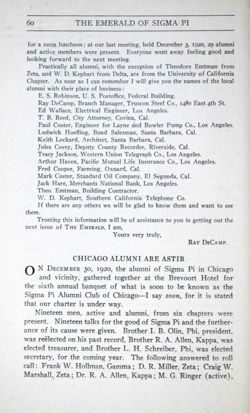 60 THE EMERALD OF SIGMA PI
for a noon luncheon; at our last meeting, held December 3, 1920, 29 alumni
and active members were present. Everyone went away feeling good and
looking forward to the next meeting.
Practically all alumni, with the exception of Theodore Emtman from
Zeta, and W. D. Kephart from Delta, are from the University of California
Chapter. As near as I can remember I will give you the names of the local
alumni with their place of business:
E. S. Robinson, U. S. Postoffice, Federal Building.
Ray DeCamp, Branch Manager, Truscon Steel Co., 1480 East 4th St.
Ed Wallace, Electrical Engineer, Los Angeles.
T. B. Reed, City Attorney, Covina, Cal.
Paul Coster, Engineer for Layne and Bowler Pump Co., Los Angeles.
Ludwick Hoeffling, Bond Salesman, Santa Barbara, Cal.
Keith Lockard, Architect, Santa Barbara, Cal.
Jules Covey, Deputy County Recorder, Riverside, Cal.
Tracy Jackson, Western Union Telegraph Co., Los Angeles.
Arthur Haven, Pacific Mutual Life Insurance Co., Los Angeles.
Fred Cooper, Farming, Oxnard, Cal.
Mark Custer, Standard Oil Company, El Segunda, Cal.
Jack Hare, Merchants National Bank, Los Angeles.
Theo. Emtman, Building Contractor.
W. D. Kephart, Southern California Telephone Co.
If there are any others we will be glad to know them and want to see
them.
Trusting this information will be of assistance to you in getting out the
next issue of THE EMERALD, I am,
Yours very truly,
RAY DECAMP.
CHICAGO ALUMNI ARE ASTIR
ON DECEMBER 30, 1920, the alumni of Sigma Pi in Chicago
and vicinity, gathered together at the Brevort Hotel for
the sixth annual banquet of what is soon to be known as the
Sigma Pi Alumni Club of Chicago—I say soon, for it is stated
that our charter is under way.
Nineteen men, alumni and active of all chapters were
present. Nineteen talks for the good of Sigma Pi and the further-
ance of its cause were given. Brother I. B. Olin, Phi, president,
was reëlected on his past record, Brother R. A. Allen, Kappa, was
elected treasurer, and Brother L. H. Schreiber, Phi, was elected
secretary, for the coming year. The following answered to roll
call: Frank W. Hollman, Gamma; D. R. Miller, Zeta; Craig W.
Marshall, Zeta; Dr. R. A. Allen, Kappa; M. G. Ringer (active),